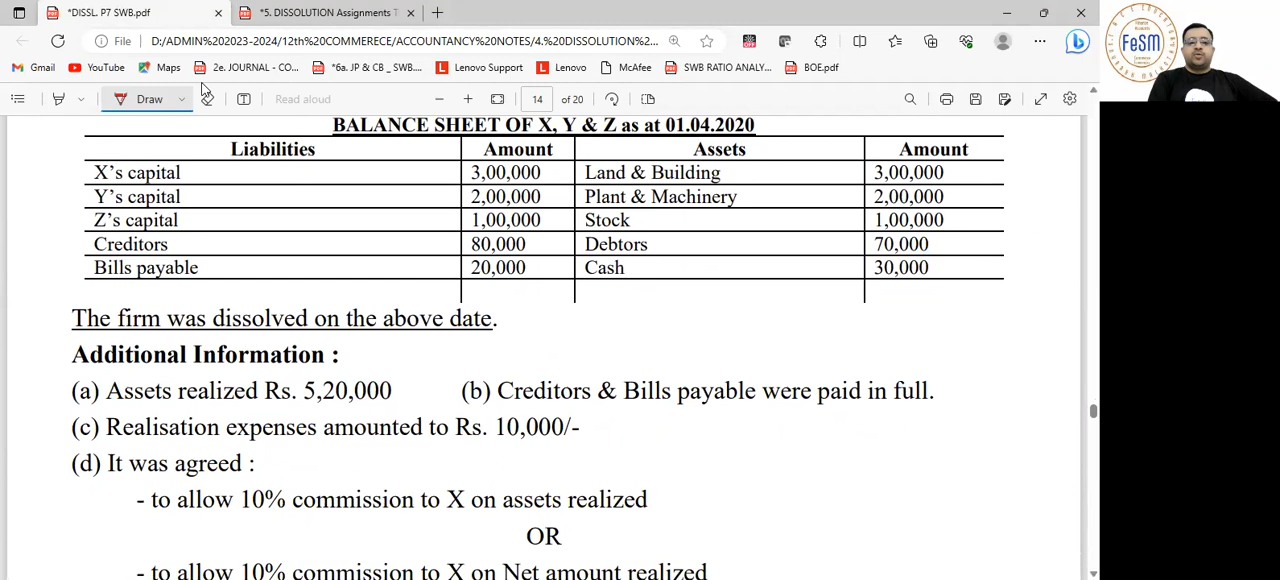 *DISSL. P7 SWB.pdf
*5. DISSOLUTION Assignments T
File D:/ADMIN%202023-2024/12th%20COMMERECE/ACCOUNTANCY%20NOTES/4.%20DISSOLUTION%...
Gmail YouTube Maps 2e. JOURNAL - CO... *6a. JP & CB _ SWB.... Lenovo Support Lenovo McAfee SWB RATIO ANALY... BOE.pdf
Draw Read aloud 14 of 20
OFF
FeSM
BALANCE SHEET OF X, Y & Z as at 01.04.2020
Liabilities Amount Assets Amount
X's capital 3,00,000 Land & Building 3,00,000
Y's capital 2,00,000 Plant & Machinery 2,00,000
Z's capital 1,00,000 Stock 1,00,000
Creditors 80,000 Debtors 70,000
Bills payable 20,000 Cash 30,000
The firm was dissolved on the above date.
Additional Information :
(a) Assets realized Rs. 5,20,000 (b) Creditors & Bills payable were paid in full.
(c) Realisation expenses amounted to Rs. 10,000/-
(d) It was agreed :
- to allow 10% commission to X on assets realized
OR
- to allow 10% commission to X on Net amount realized